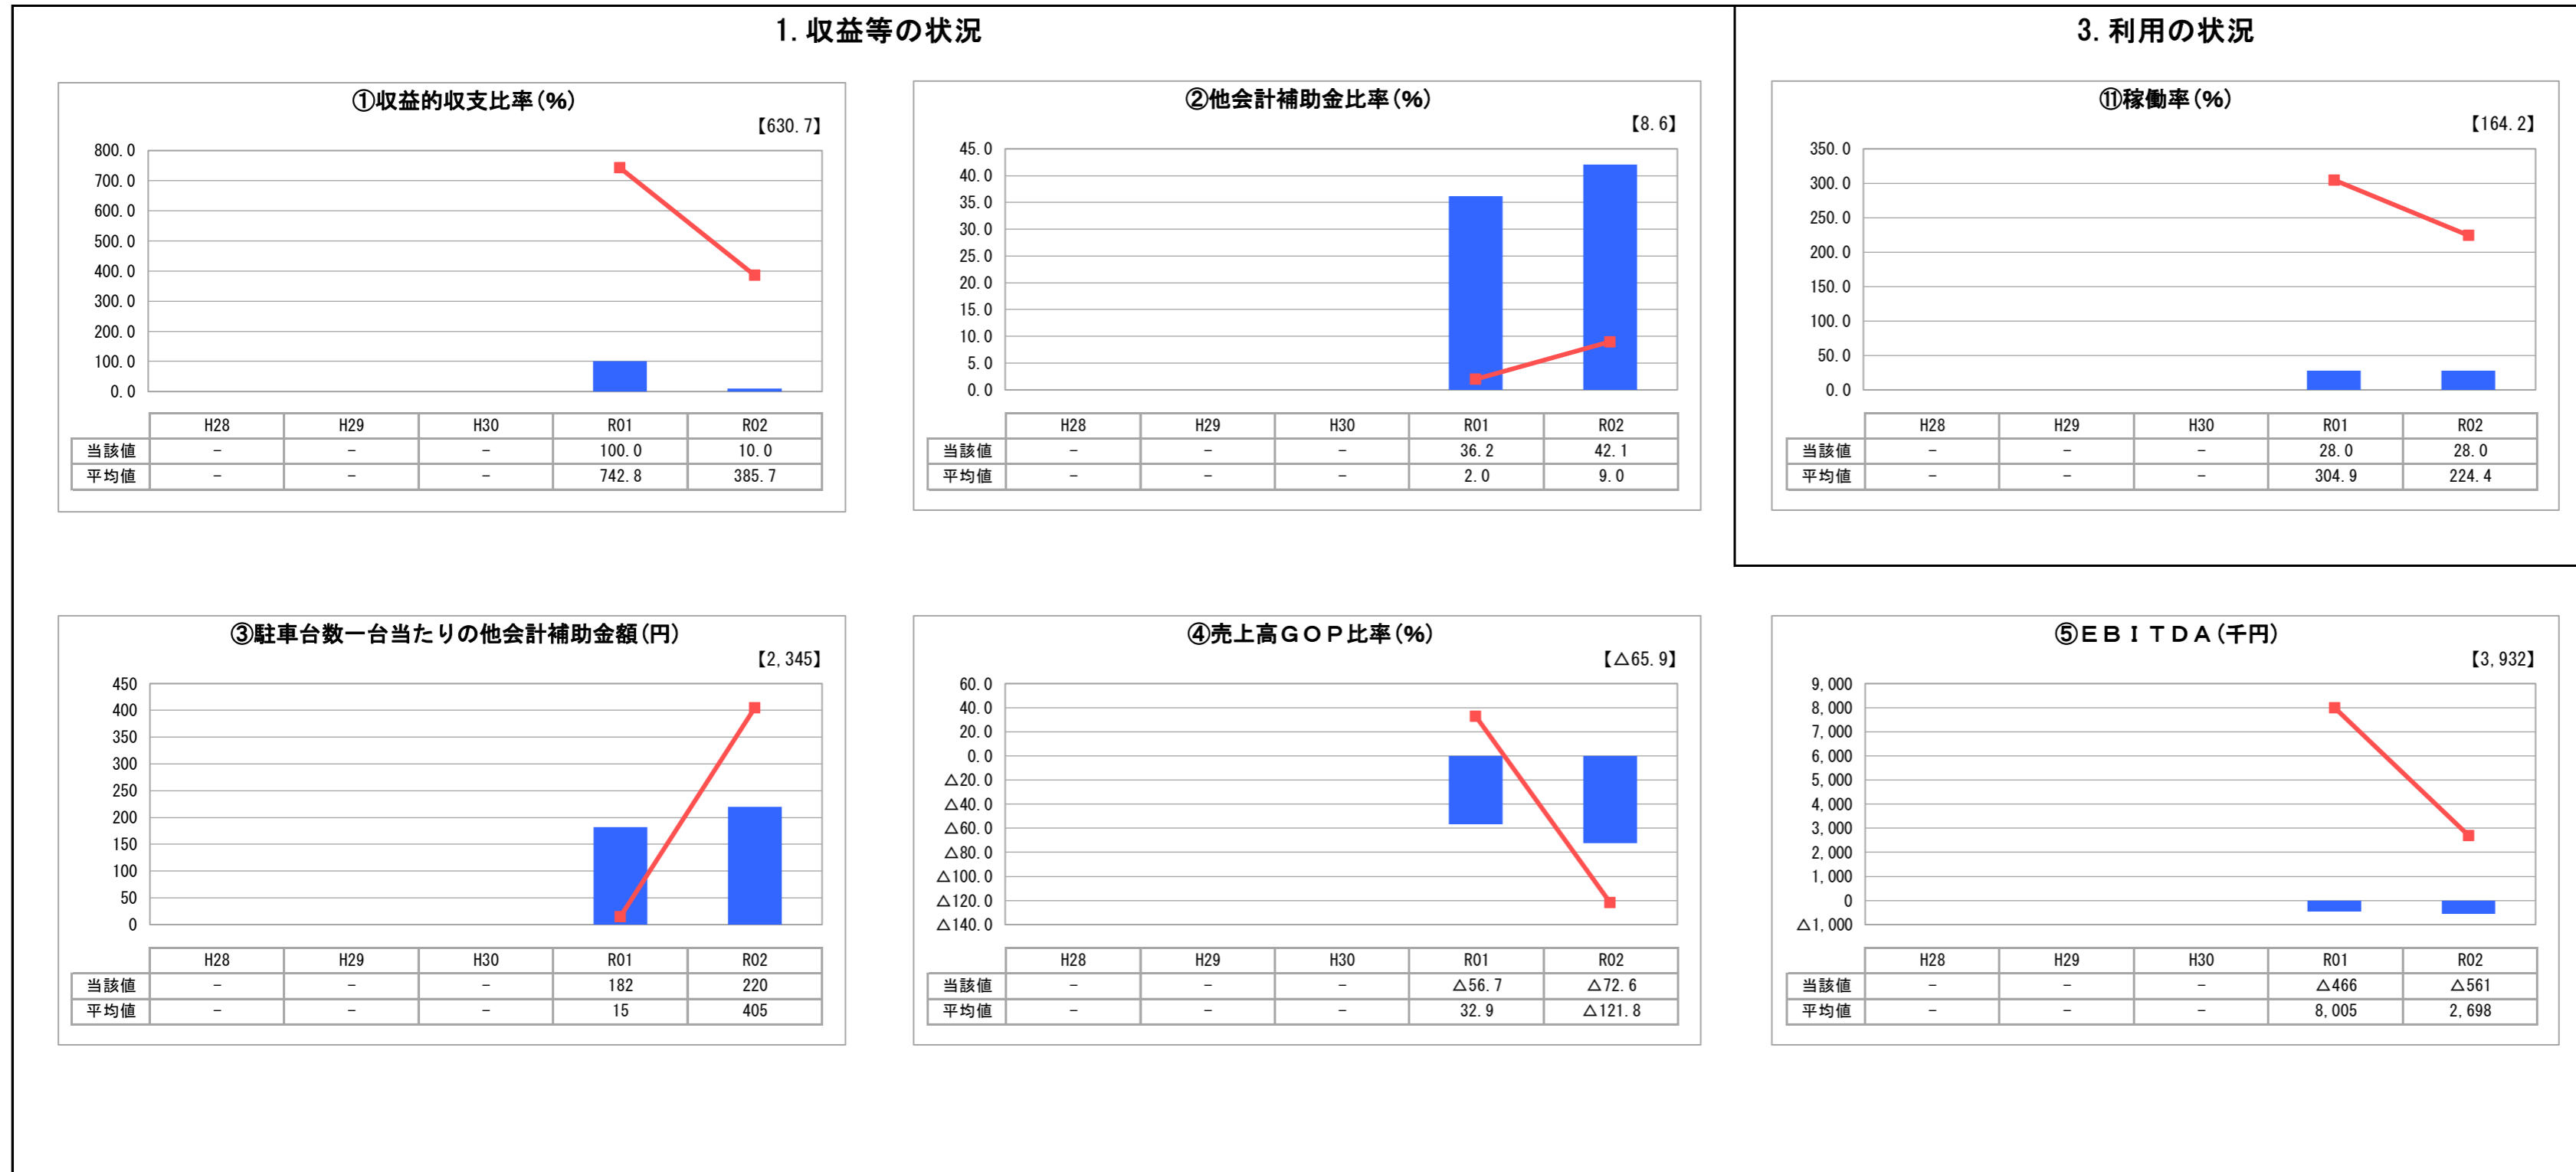 1. 収益等の状況
3. 利用の状況
①収益的収支比率(%)
【630.7】
800.0
700.0
600.0
500.0
400.0
300.0
200.0
100.0
0.0
H28 H29 H30 R01 R02
当該値 － － － 100.0 10.0
平均値 － － － 742.8 385.7
②他会計補助金比率(%)
【8.6】
45.0
40.0
35.0
30.0
25.0
20.0
15.0
10.0
5.0
0.0
H28 H29 H30 R01 R02
当該値 － － － 36.2 42.1
平均値 － － － 2.0 9.0
⑪稼働率(%)
【164.2】
350.0
300.0
250.0
200.0
150.0
100.0
50.0
0.0
H28 H29 H30 R01 R02
当該値 － － － 28.0 28.0
平均値 － － － 304.9 224.4
③駐車台数一台当たりの他会計補助金額(円)
【2,345】
450
400
350
300
250
200
150
100
50
0
H28 H29 H30 R01 R02
当該値 － － － 182 220
平均値 － － － 15 405
④売上高ＧＯＰ比率(%)
【△65.9】
60.0
40.0
20.0
0.0
△20.0
△40.0
△60.0
△80.0
△100.0
△120.0
△140.0
H28 H29 H30 R01 R02
当該値 － － － △56.7 △72.6
平均値 － － － 32.9 △121.8
⑤ＥＢＩＴＤＡ(千円)
【3,932】
9,000
8,000
7,000
6,000
5,000
4,000
3,000
2,000
1,000
0
△1,000
H28 H29 H30 R01 R02
当該値 － － － △466 △561
平均値 － － － 8,005 2,698